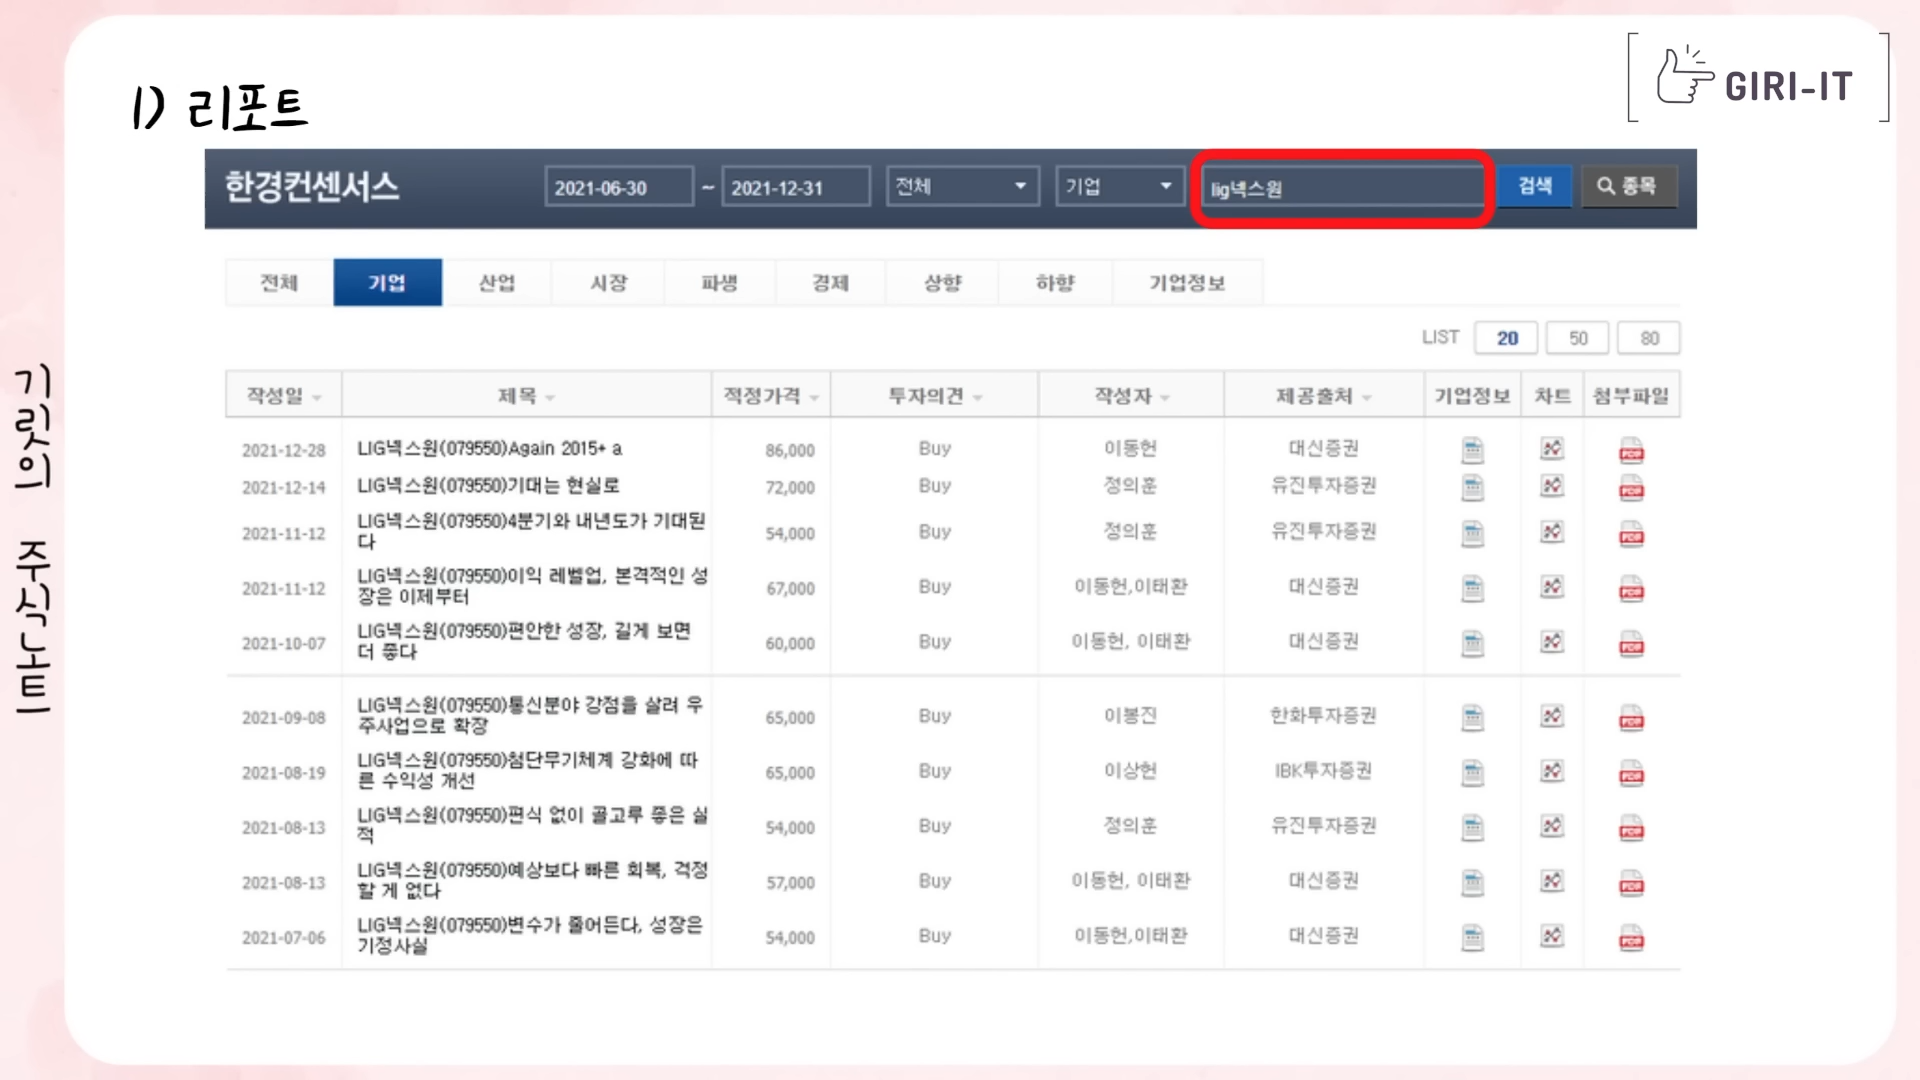 1) 리포트
GIRI-IT
기릿의 주식노트
한경컨센서스 2021-06-30 ~ 2021-12-31 전체 기업 lig넥스원 검색 종목
전체 기업 산업 시장 파생 경제 상향 하향 기업정보
LIST 20 50 80
작성일 제목 적정가격 투자의견 작성자 제공출처 기업정보 차트 첨부파일
2021-12-28 LIG넥스원(079550)Again 2015+ a 86,000 Buy 이동헌 대신증권 PDF
2021-12-14 LIG넥스원(079550)기대는 현실로 72,000 Buy 정의훈 유진투자증권 PDF
2021-11-12 LIG넥스원(079550)4분기와 내년도가 기대된
다 54,000 Buy 정의훈 유진투자증권 PDF
2021-11-12 LIG넥스원(079550)이익 레벨업, 본격적인 성
장은 이제부터 67,000 Buy 이동헌,이태환 대신증권 PDF
2021-10-07 LIG넥스원(079550)편안한 성장, 길게 보면
더 좋다 60,000 Buy 이동헌, 이태환 대신증권 PDF
2021-09-08 LIG넥스원(079550)통신분야 강점을 살려 우
주사업으로 확장 65,000 Buy 이봉진 한화투자증권 PDF
2021-08-19 LIG넥스원(079550)첨단무기체계 강화에 따
른 수익성 개선 65,000 Buy 이상현 IBK투자증권 PDF
2021-08-13 LIG넥스원(079550)편식 없이 골고루 좋은 실
적 54,000 Buy 정의훈 유진투자증권 PDF
2021-08-13 LIG넥스원(079550)예상보다 빠른 회복, 걱정
할 게 없다 57,000 Buy 이동헌, 이태환 대신증권 PDF
2021-07-06 LIG넥스원(079550)변수가 줄어든다, 성장은
기정사실 54,000 Buy 이동헌,이태환 대신증권 PDF